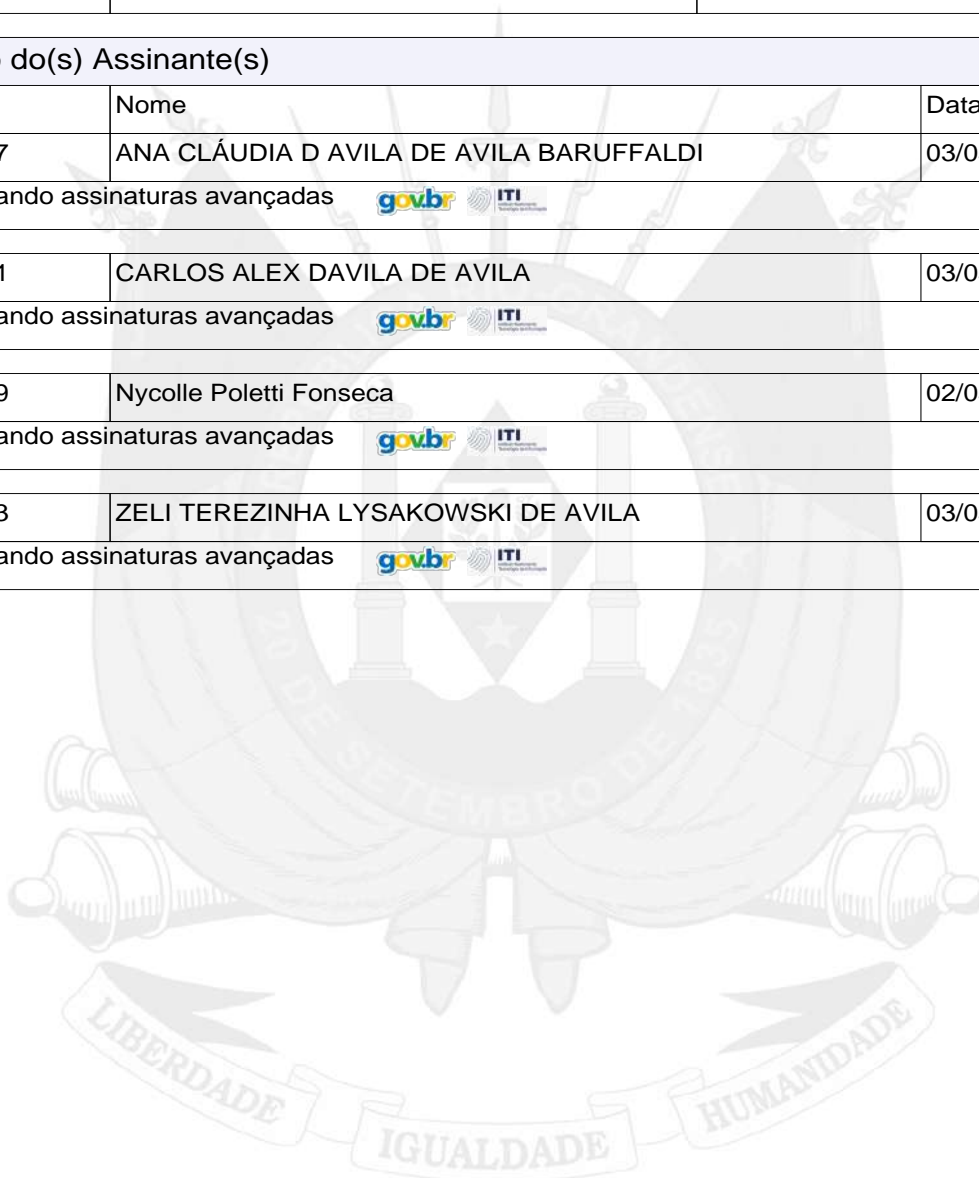 do(s) Assinante(s)
Nome Data
7 ANA CLÁUDIA D AVILA DE AVILA BARUFFALDI 03/0
ando assinaturas avançadas gov.br ITI
1 CARLOS ALEX DAVILA DE AVILA 03/0
ando assinaturas avançadas gov.br ITI
9 Nycolle Poletti Fonseca 02/0
ando assinaturas avançadas gov.br ITI
3 ZELI TEREZINHA LYSAKOWSKI DE AVILA 03/0
ando assinaturas avançadas gov.br ITI
20 DE SETEMBRO DE 1835
LIBERDADE IGUALDADE HUMANIDADE